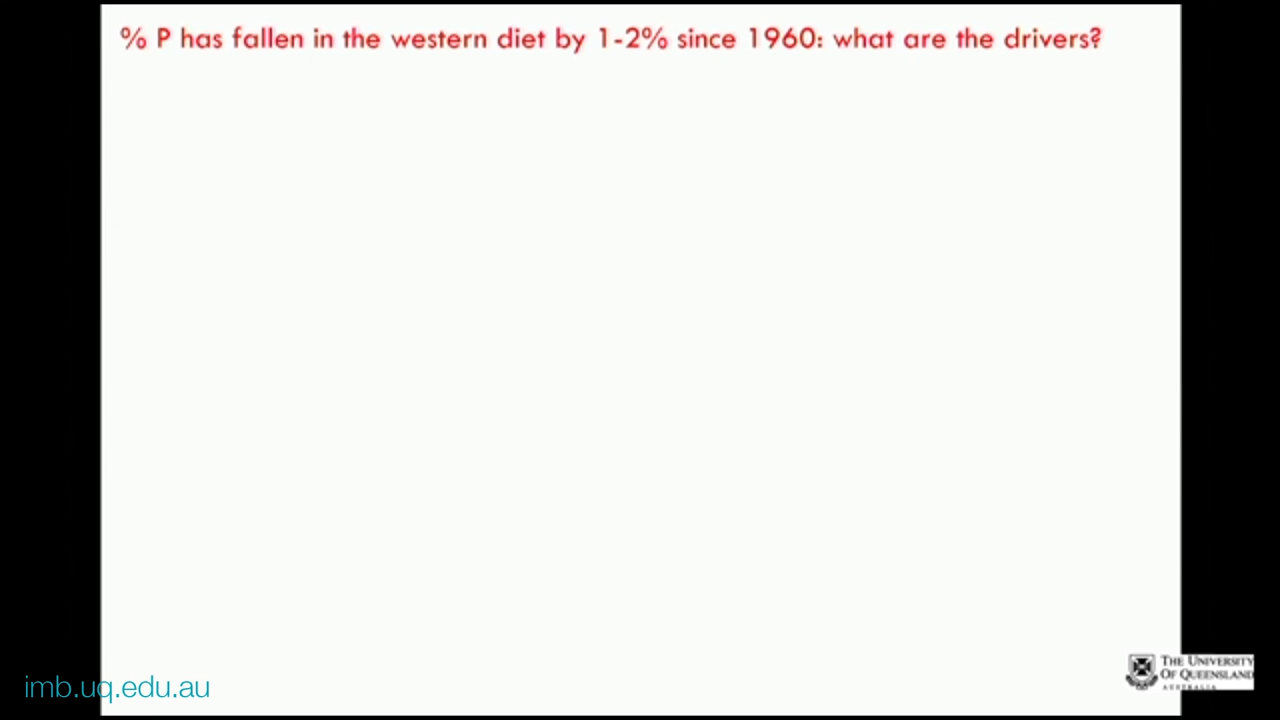 % P has fallen in the western diet by 1-2% since 1960: what are the drivers?
imb.uq.edu.au
THE UNIVERSITY
OF QUEENSLAND
AUSTRALIA